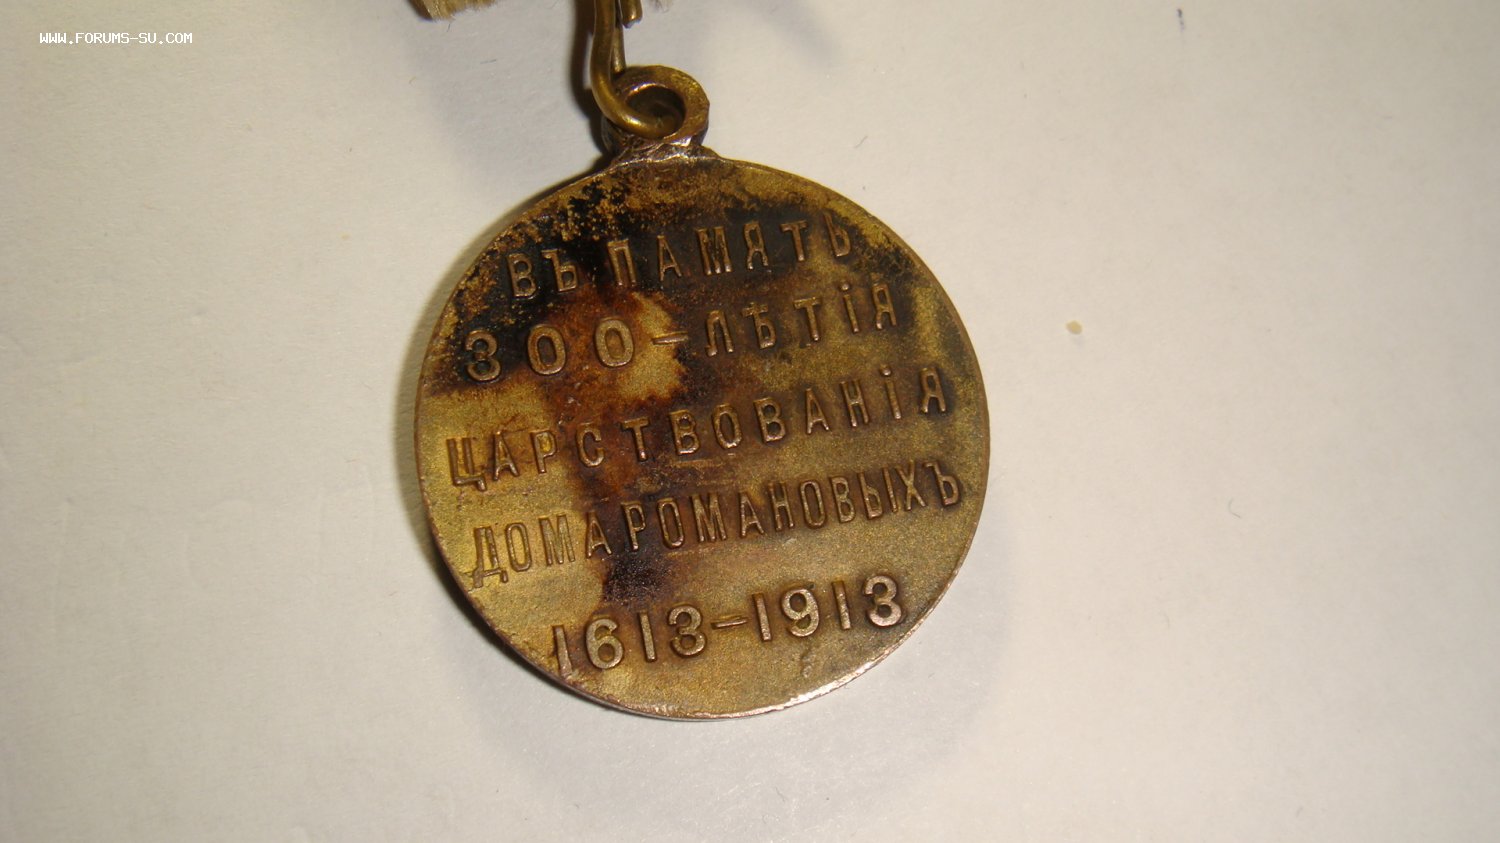 WWW.FORUMS-SU.COM
ВЪ ПАМЯТЬ
300-ЛѢТІЯ
ЦАРСТВОВАНІЯ
ДОМА РОМАНОВЫХЪ
1613-1913